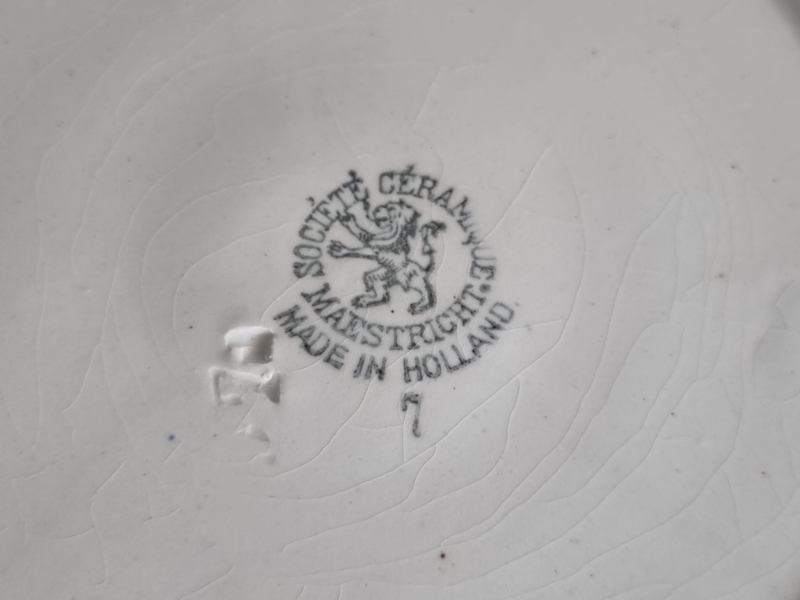 SOCIÉTÉ CÉRAMIQUE
MAESTRICHT.
MADE IN HOLLAND.
7